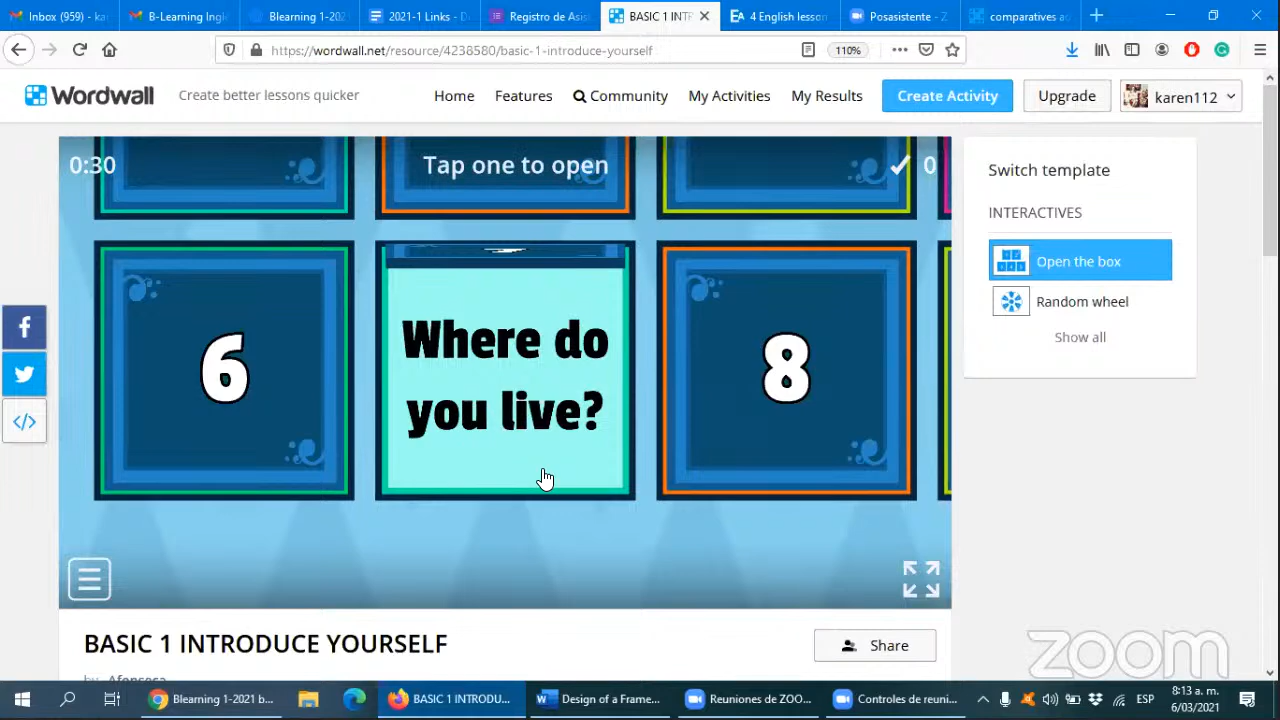 Inbox (959) - ka
B-Learning Ingl
Blearning 1-202
2021-1 Links - D
Registro de Asis
BASIC 1 INTR
EA 4 English lesson
Posasistente - Z
comparatives ad
https://wordwall.net/resource/4238580/basic-1-introduce-yourself
110%
Wordwall
Create better lessons quicker
Home
Features
Community
My Activities
My Results
Create Activity
Upgrade
karen112
0:30
Tap one to open
0
6
Where do
you live?
8
Switch template
INTERACTIVES
Open the box
Random wheel
Show all
BASIC 1 INTRODUCE YOURSELF
Share
by Afonseca
zoom
Blearning 1-2021 b...
BASIC 1 INTRODU...
Design of a Frame...
Reuniones de ZOO...
Controles de reuni...
ESP
8:13 a. m.
6/03/2021